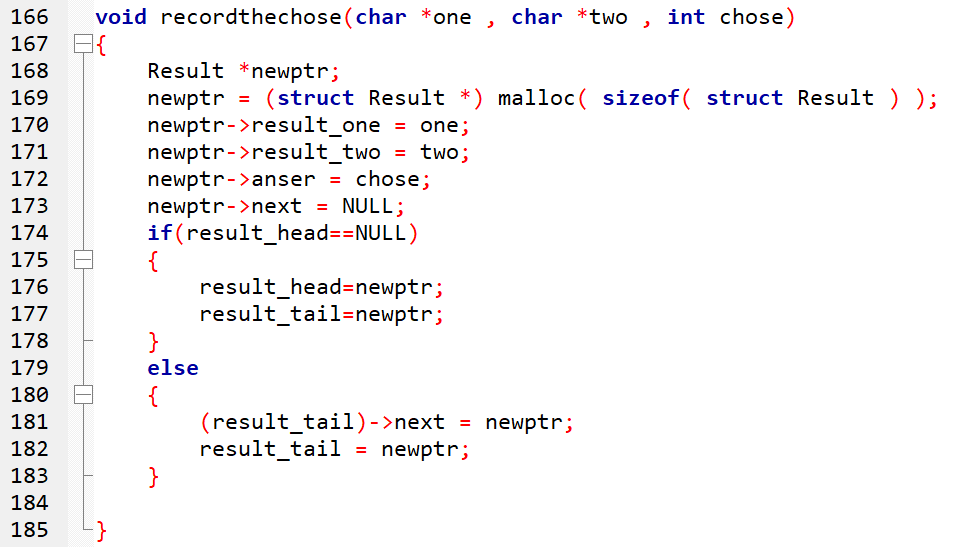 166 void recordthechose(char *one , char *two , int chose)
167 {
168     Result *newptr;
169     newptr = (struct Result *) malloc( sizeof( struct Result ) );
170     newptr->result_one = one;
171     newptr->result_two = two;
172     newptr->anser = chose;
173     newptr->next = NULL;
174     if(result_head==NULL)
175     {
176         result_head=newptr;
177         result_tail=newptr;
178     }
179     else
180     {
181         (result_tail)->next = newptr;
182         result_tail = newptr;
183     }
184
185 }